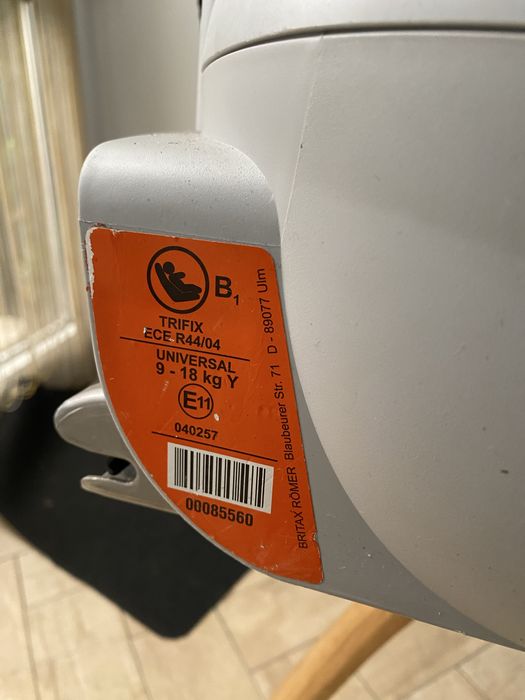 B1
TRIFIX
ECE R44/04
UNIVERSAL
9 - 18 kg Y
E11
040257
00085560
BRITAX RÖMER Blaubeurer Str. 71 D - 89077 Ulm